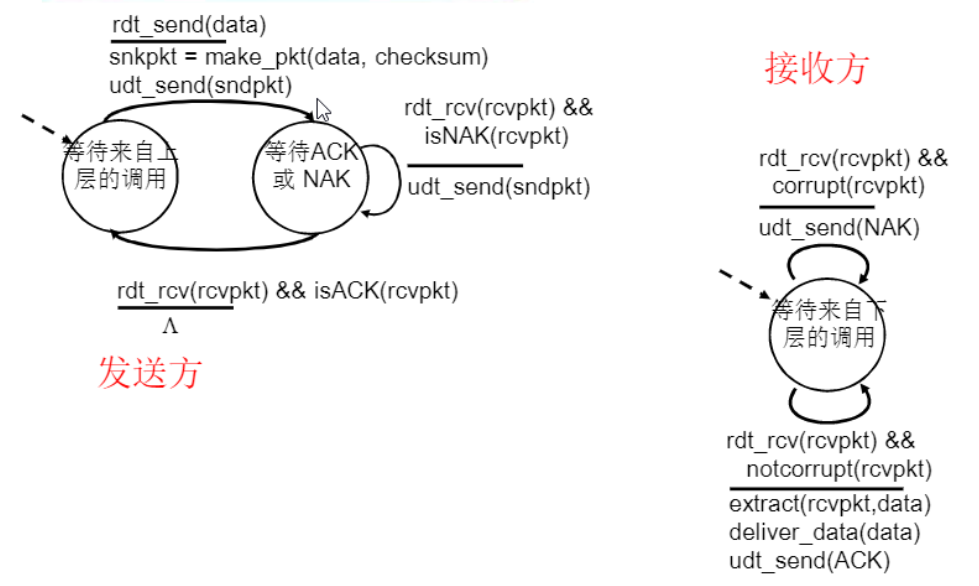 rdt_send(data)
snkpkt = make_pkt(data, checksum)
udt_send(sndpkt)
等待来自上
层的调用
等待ACK
或 NAK
rdt_rcv(rcvpkt) &&
isNAK(rcvpkt)
udt_send(sndpkt)
rdt_rcv(rcvpkt) && isACK(rcvpkt)
Λ
发送方
接收方
rdt_rcv(rcvpkt) &&
corrupt(rcvpkt)
udt_send(NAK)
等待来自下
层的调用
rdt_rcv(rcvpkt) &&
notcorrupt(rcvpkt)
extract(rcvpkt,data)
deliver_data(data)
udt_send(ACK)